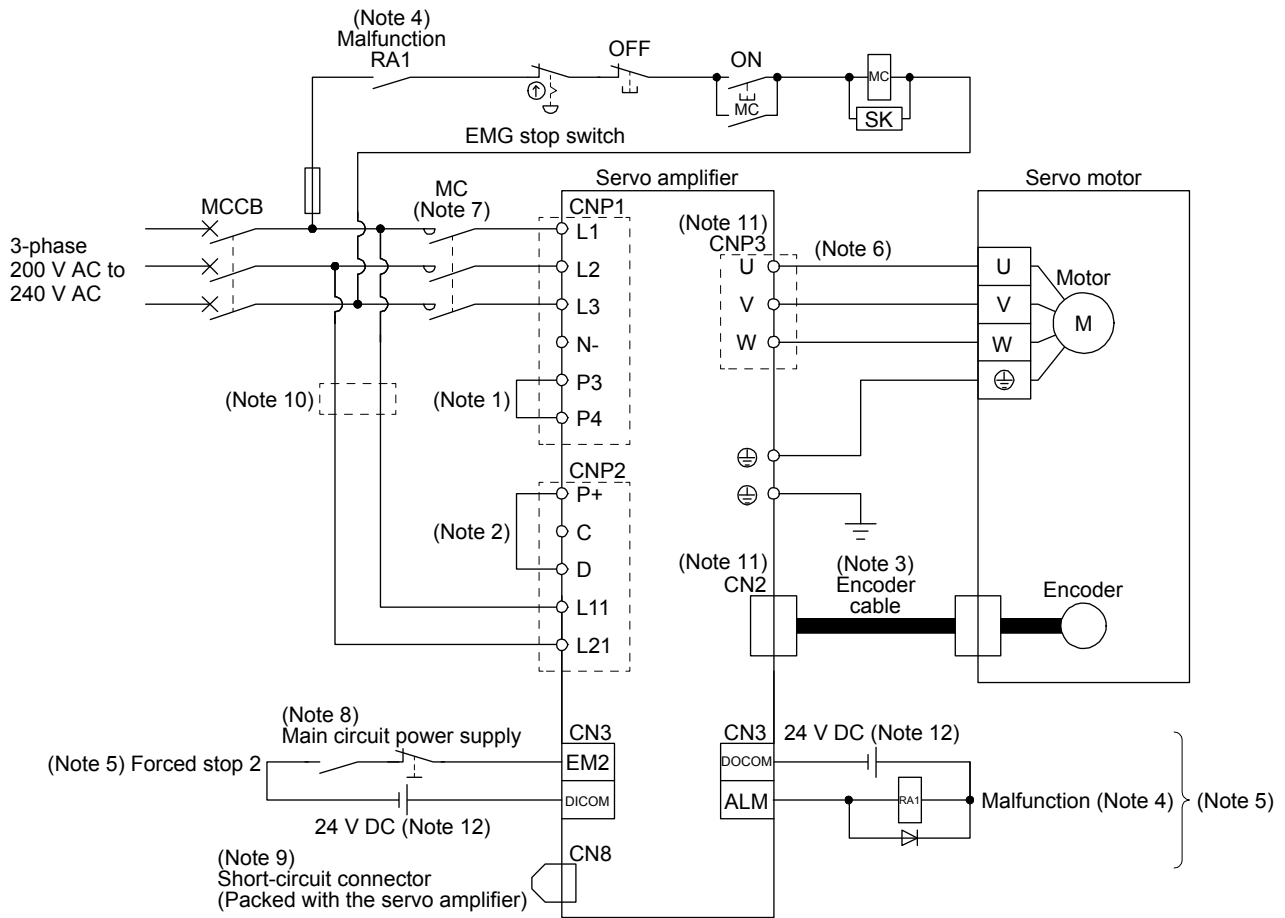 (Note 4)
Malfunction
RA1
OFF
ON
MC
MC
SK
EMG stop switch
Servo amplifier
Servo motor
MCCB
MC
(Note 7)
CNP1
L1
L2
L3
N-
P3
P4
3-phase
200 V AC to
240 V AC
(Note 11)
CNP3
U
V
W
(Note 6)
U
V
W
Motor
M
(Note 10)
(Note 1)
CNP2
P+
C
D
L11
L21
(Note 2)
(Note 11)
CN2
(Note 3)
Encoder
cable
Encoder
(Note 8)
Main circuit power supply
(Note 5) Forced stop 2
24 V DC (Note 12)
CN3
EM2
DICOM
CN3
DOCOM
ALM
24 V DC (Note 12)
RA1
Malfunction (Note 4)
(Note 5)
(Note 9)
Short-circuit connector
(Packed with the servo amplifier)
CN8